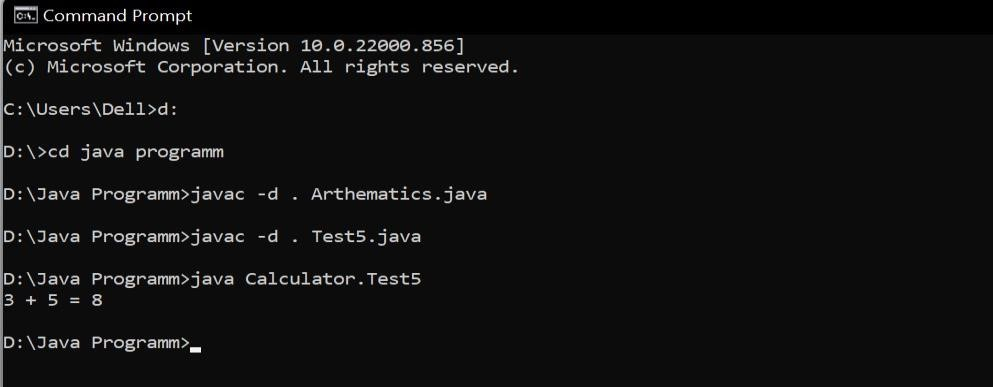 Command Prompt
Microsoft Windows [Version 10.0.22000.856]
(c) Microsoft Corporation. All rights reserved.
C:\Users\Dell>d:
D:\>cd java programm
D:\Java Programm>javac -d . Arthematics.java
D:\Java Programm>javac -d . Test5.java
D:\Java Programm>java Calculator.Test5
3 + 5 = 8
D:\Java Programm>